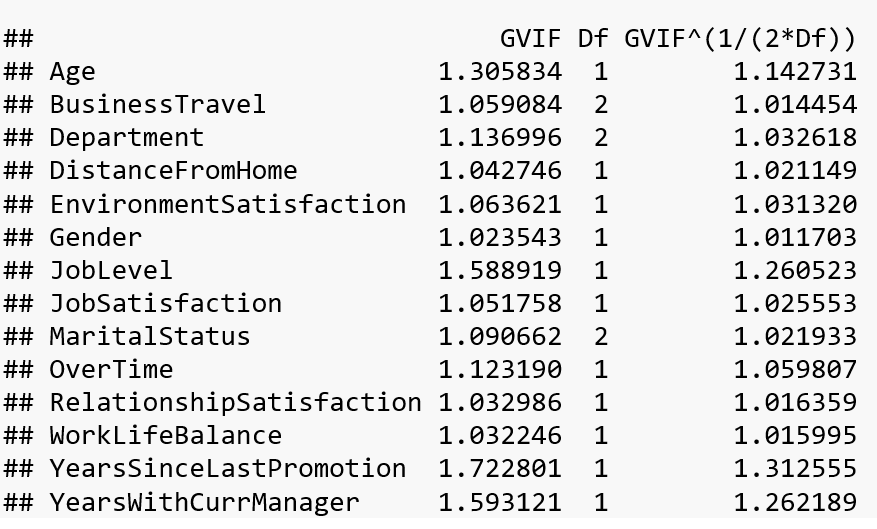 ##                              GVIF Df GVIF^(1/(2*Df))
## Age                      1.305834  1        1.142731
## BusinessTravel           1.059084  2        1.014454
## Department               1.136996  2        1.032618
## DistanceFromHome         1.042746  1        1.021149
## EnvironmentSatisfaction  1.063621  1        1.031320
## Gender                   1.023543  1        1.011703
## JobLevel                 1.588919  1        1.260523
## JobSatisfaction          1.051758  1        1.025553
## MaritalStatus            1.090662  2        1.021933
## OverTime                 1.123190  1        1.059807
## RelationshipSatisfaction 1.032986  1        1.016359
## WorkLifeBalance          1.032246  1        1.015995
## YearsSinceLastPromotion  1.722801  1        1.312555
## YearsWithCurrManager     1.593121  1        1.262189